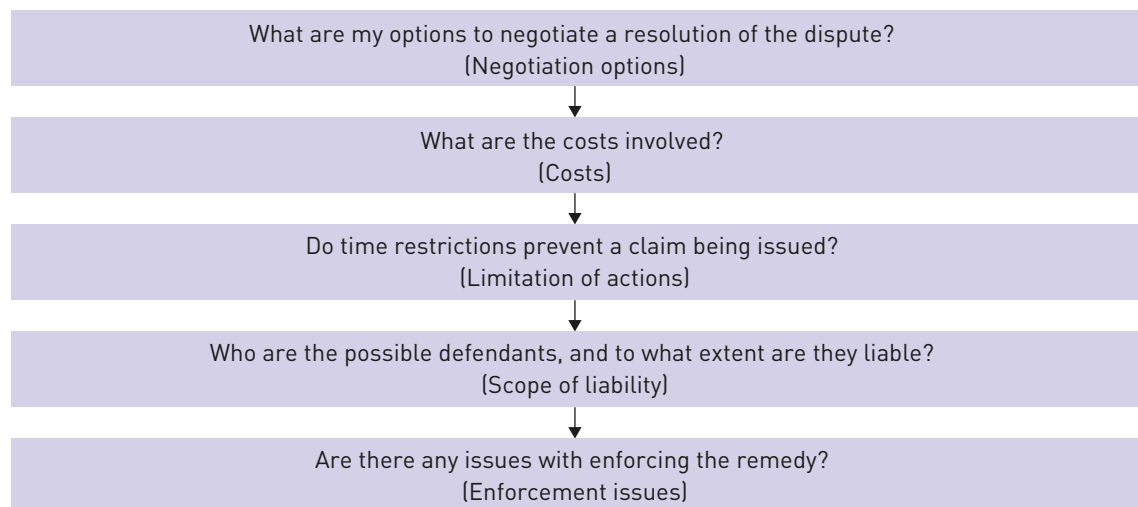 What are my options to negotiate a resolution of the dispute?
(Negotiation options)
What are the costs involved?
(Costs)
Do time restrictions prevent a claim being issued?
(Limitation of actions)
Who are the possible defendants, and to what extent are they liable?
(Scope of liability)
Are there any issues with enforcing the remedy?
(Enforcement issues)